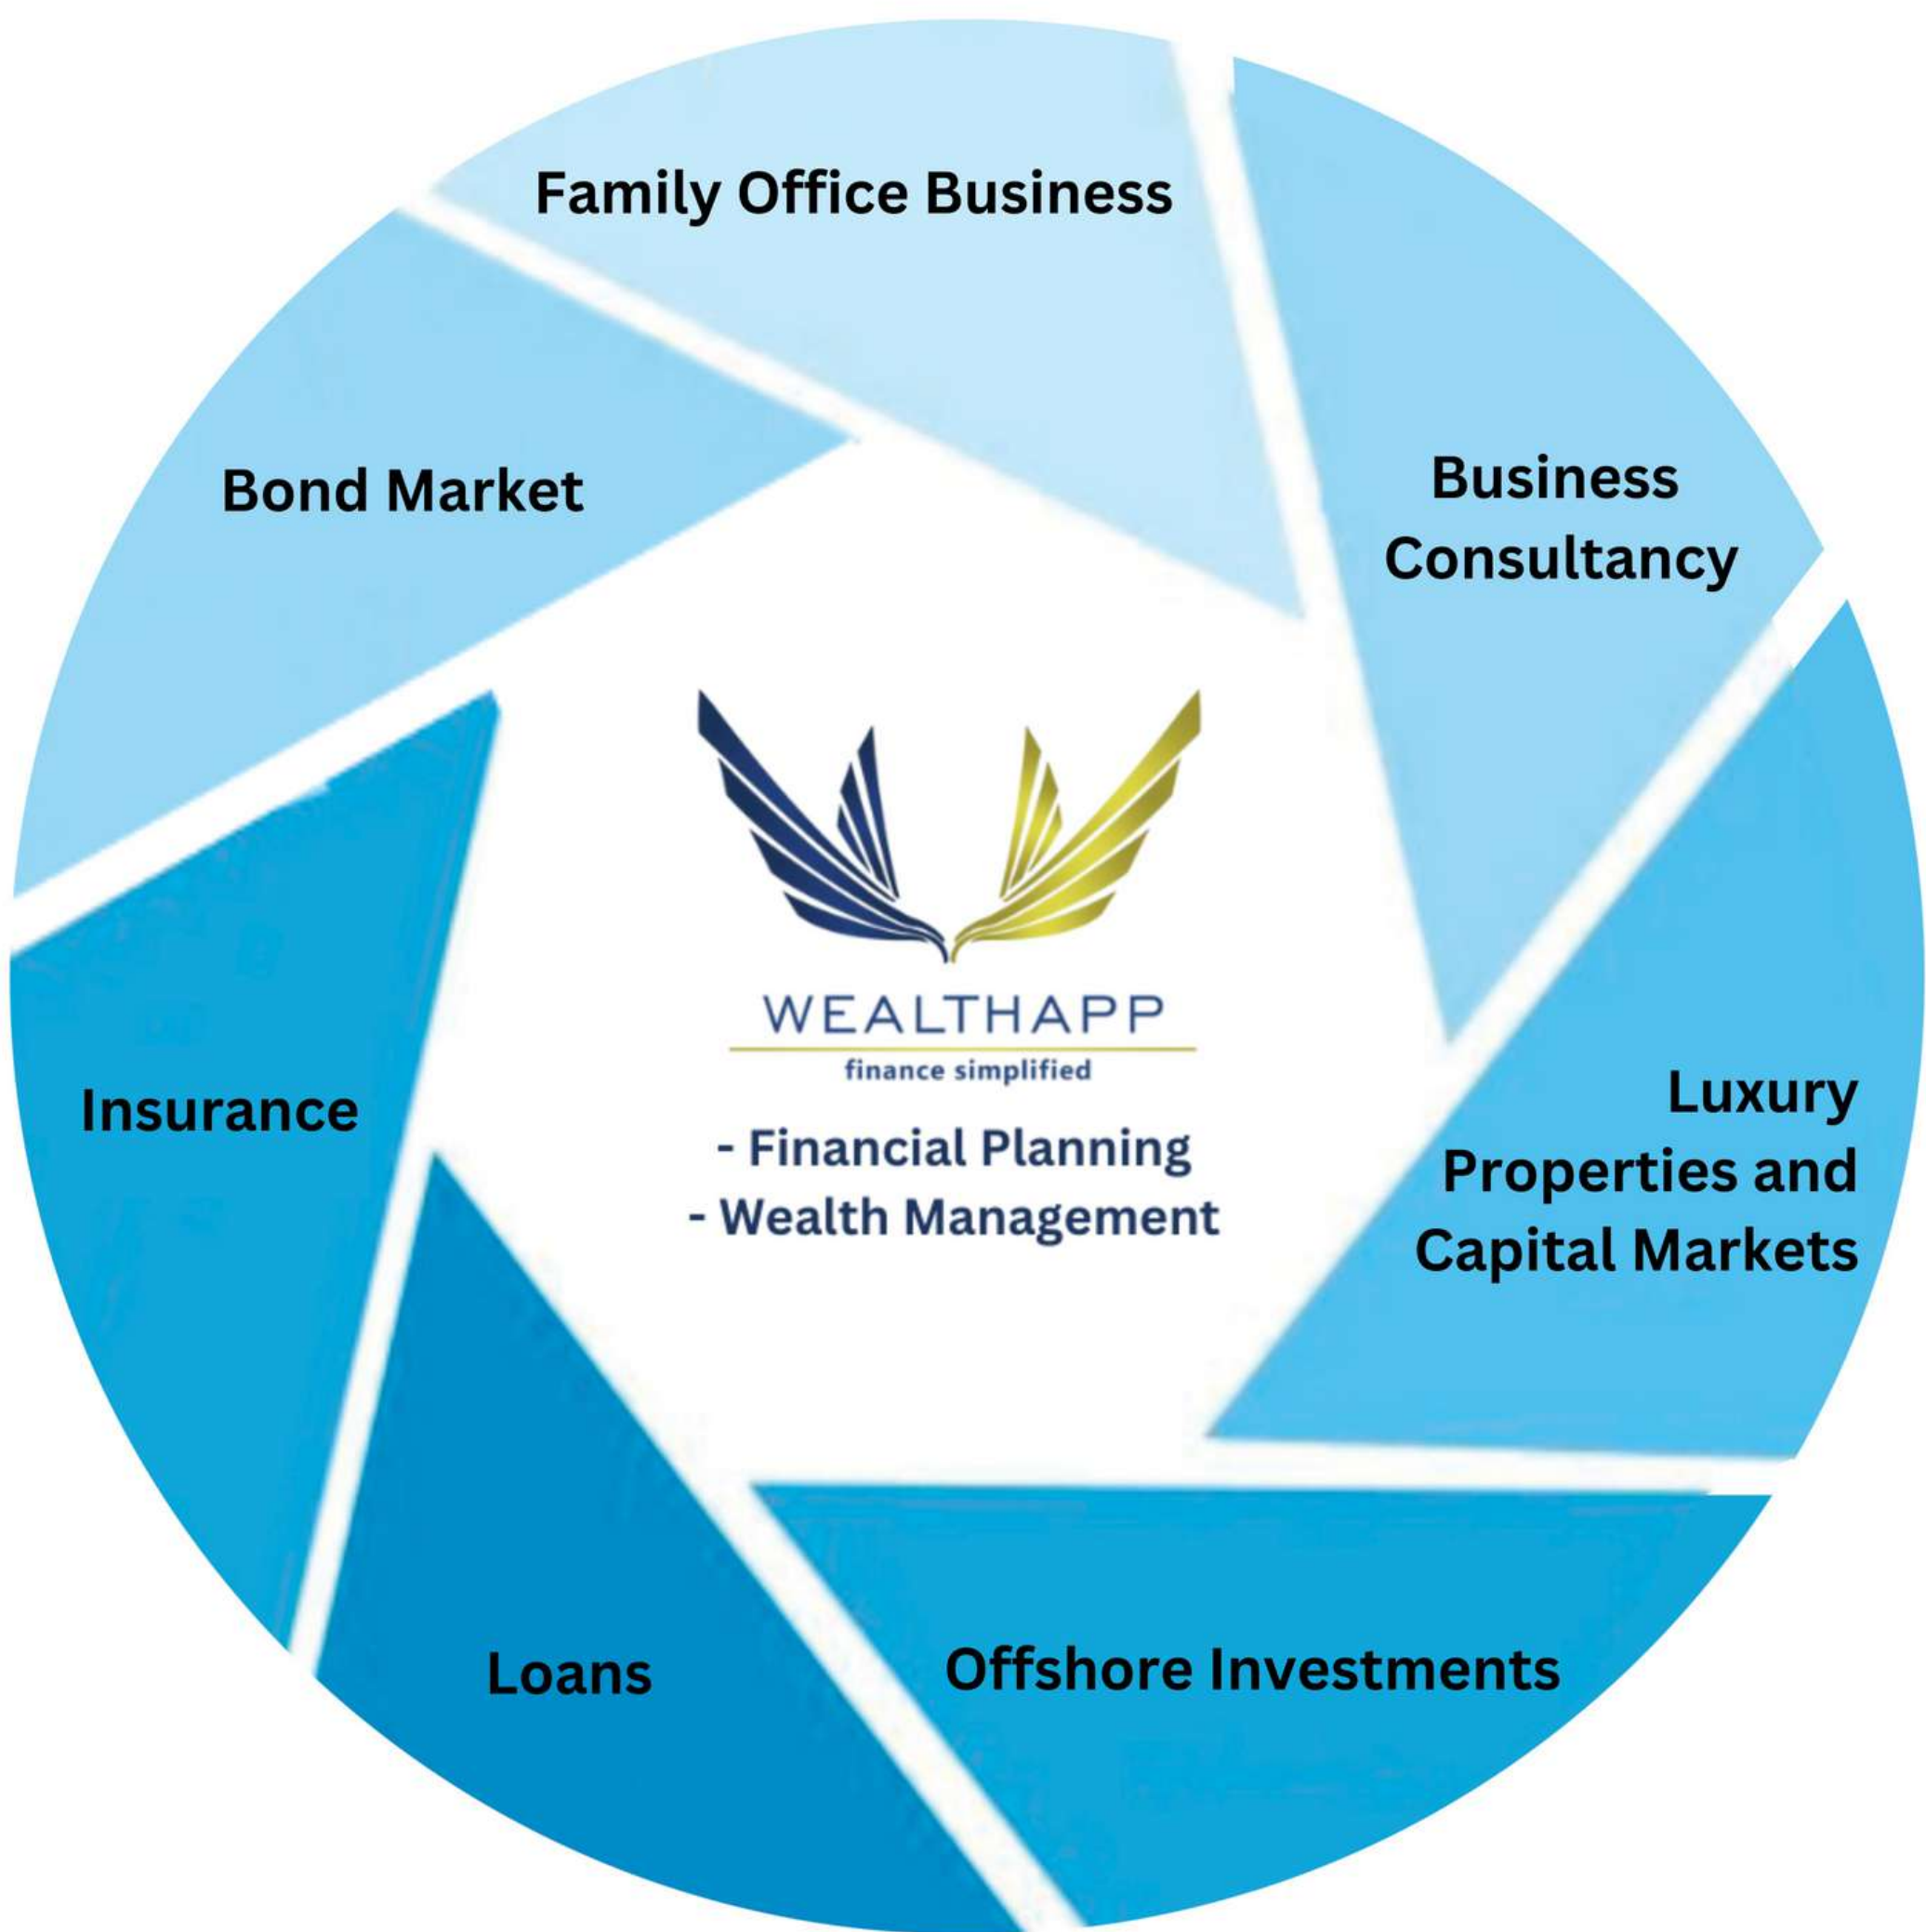 Family Office Business
Business
Consultancy
Bond Market
WEALTHAPP
finance simplified
- Financial Planning
- Wealth Management
Insurance
Luxury
Properties and
Capital Markets
Loans
Offshore Investments